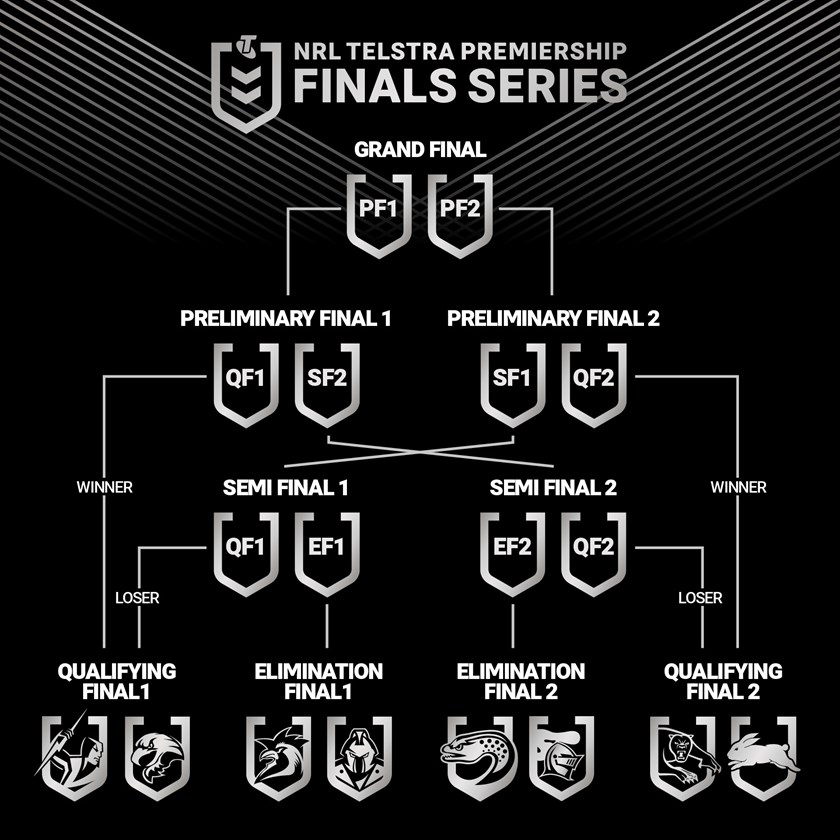 NRL TELSTRA PREMIERSHIP
FINALS SERIES
GRAND FINAL
PF1 PF2
PRELIMINARY FINAL 1 PRELIMINARY FINAL 2
QF1 SF2 SF1 QF2
WINNER SEMI FINAL 1 SEMI FINAL 2 WINNER
QF1 EF1 EF2 QF2
LOSER LOSER
QUALIFYING ELIMINATION ELIMINATION QUALIFYING
FINAL1 FINAL1 FINAL 2 FINAL 2